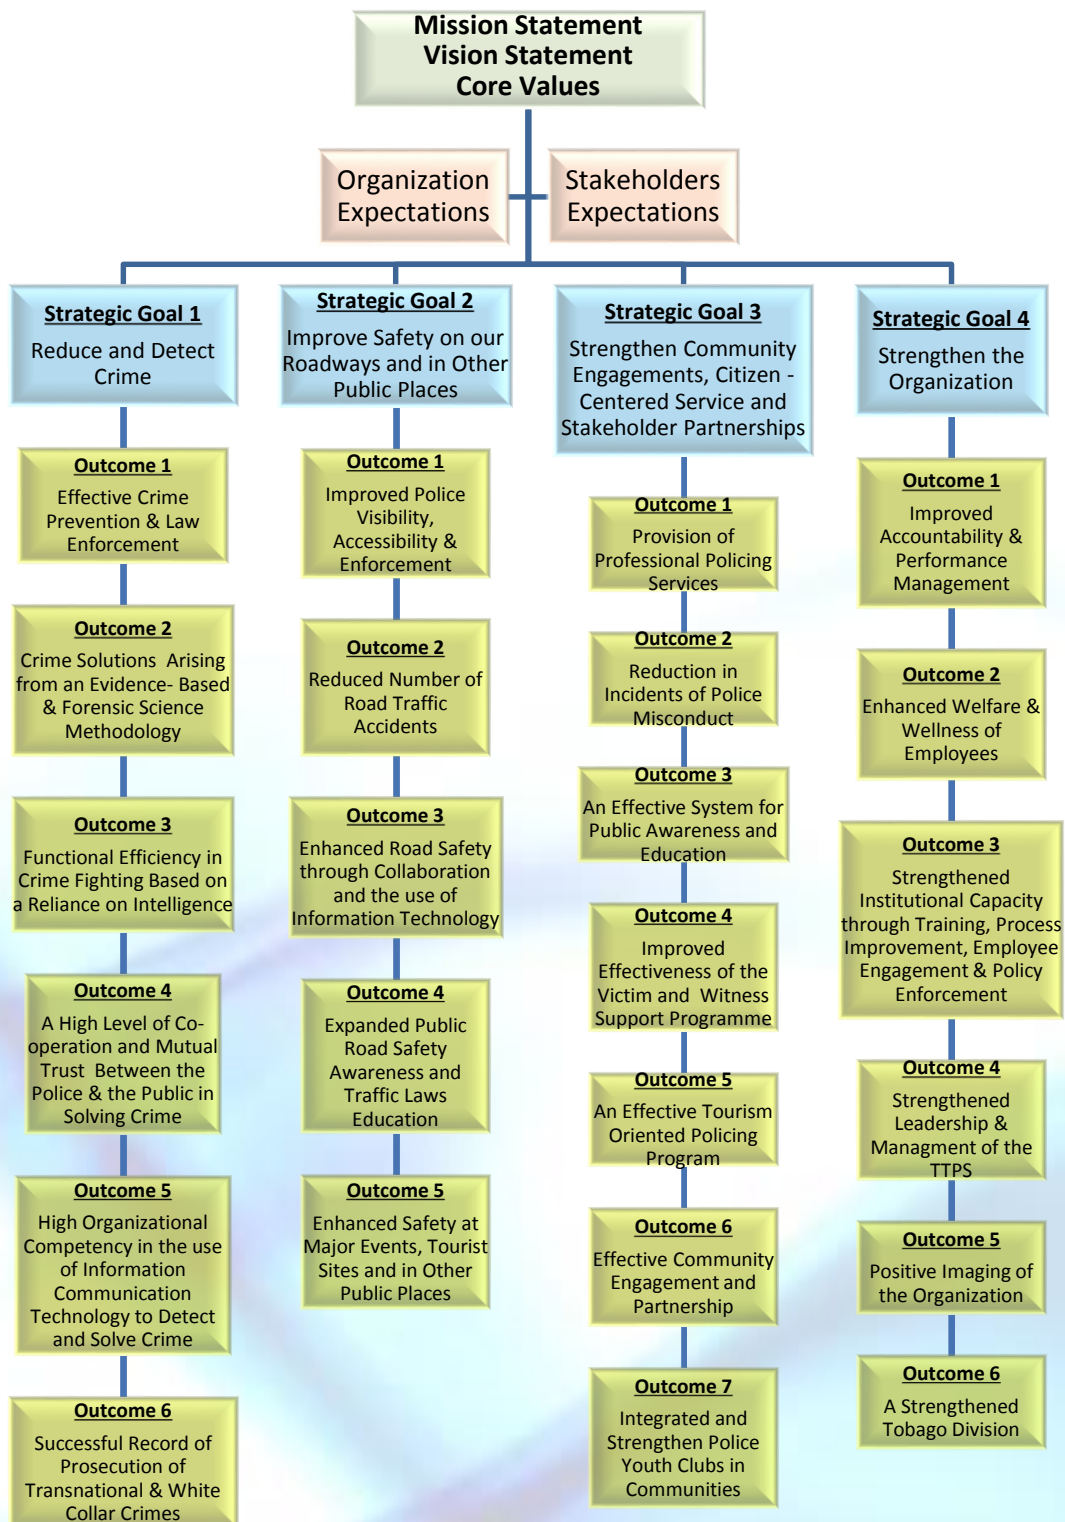 Mission Statement
Vision Statement
Core Values
Organization
Expectations
Stakeholders
Expectations
Strategic Goal 1
Reduce and Detect
Crime
Outcome 1
Effective Crime
Prevention & Law
Enforcement
Outcome 2
Crime Solutions Arising
from an Evidence- Based
& Forensic Science
Methodology
Outcome 3
Functional Efficiency in
Crime Fighting Based on
a Reliance on Intelligence
Outcome 4
A High Level of Co-
operation and Mutual
Trust Between the
Police & the Public in
Solving Crime
Outcome 5
High Organizational
Competency in the use
of Information
Communication
Technology to Detect
and Solve Crime
Outcome 6
Successful Record of
Prosecution of
Transnational & White
Collar Crimes
Strategic Goal 2
Improve Safety on our
Roadways and in Other
Public Places
Outcome 1
Improved Police
Visibility,
Accessibility &
Enforcement
Outcome 2
Reduced Number of
Road Traffic
Accidents
Outcome 3
Enhanced Road Safety
through Collaboration
and the use of
Information Technology
Outcome 4
Expanded Public
Road Safety
Awareness and
Traffic Laws
Education
Outcome 5
Enhanced Safety at
Major Events, Tourist
Sites and in Other
Public Places
Strategic Goal 3
Strengthen Community
Engagements, Citizen -
Centered Service and
Stakeholder Partnerships
Outcome 1
Provision of
Professional Policing
Services
Outcome 2
Reduction in
Incidents of Police
Misconduct
Outcome 3
An Effective System for
Public Awareness and
Education
Outcome 4
Improved
Effectiveness of the
Victim and Witness
Support Programme
Outcome 5
An Effective Tourism
Oriented Policing
Program
Outcome 6
Effective Community
Engagement and
Partnership
Outcome 7
Integrated and
Strengthen Police
Youth Clubs in
Communities
Strategic Goal 4
Strengthen the
Organization
Outcome 1
Improved
Accountability &
Performance
Management
Outcome 2
Enhanced Welfare &
Wellness of
Employees
Outcome 3
Strengthened
Institutional Capacity
through Training, Process
Improvement, Employee
Engagement & Policy
Enforcement
Outcome 4
Strengthened
Leadership &
Managment of the
TTPS
Outcome 5
Positive Imaging of
the Organization
Outcome 6
A Strengthened
Tobago Division